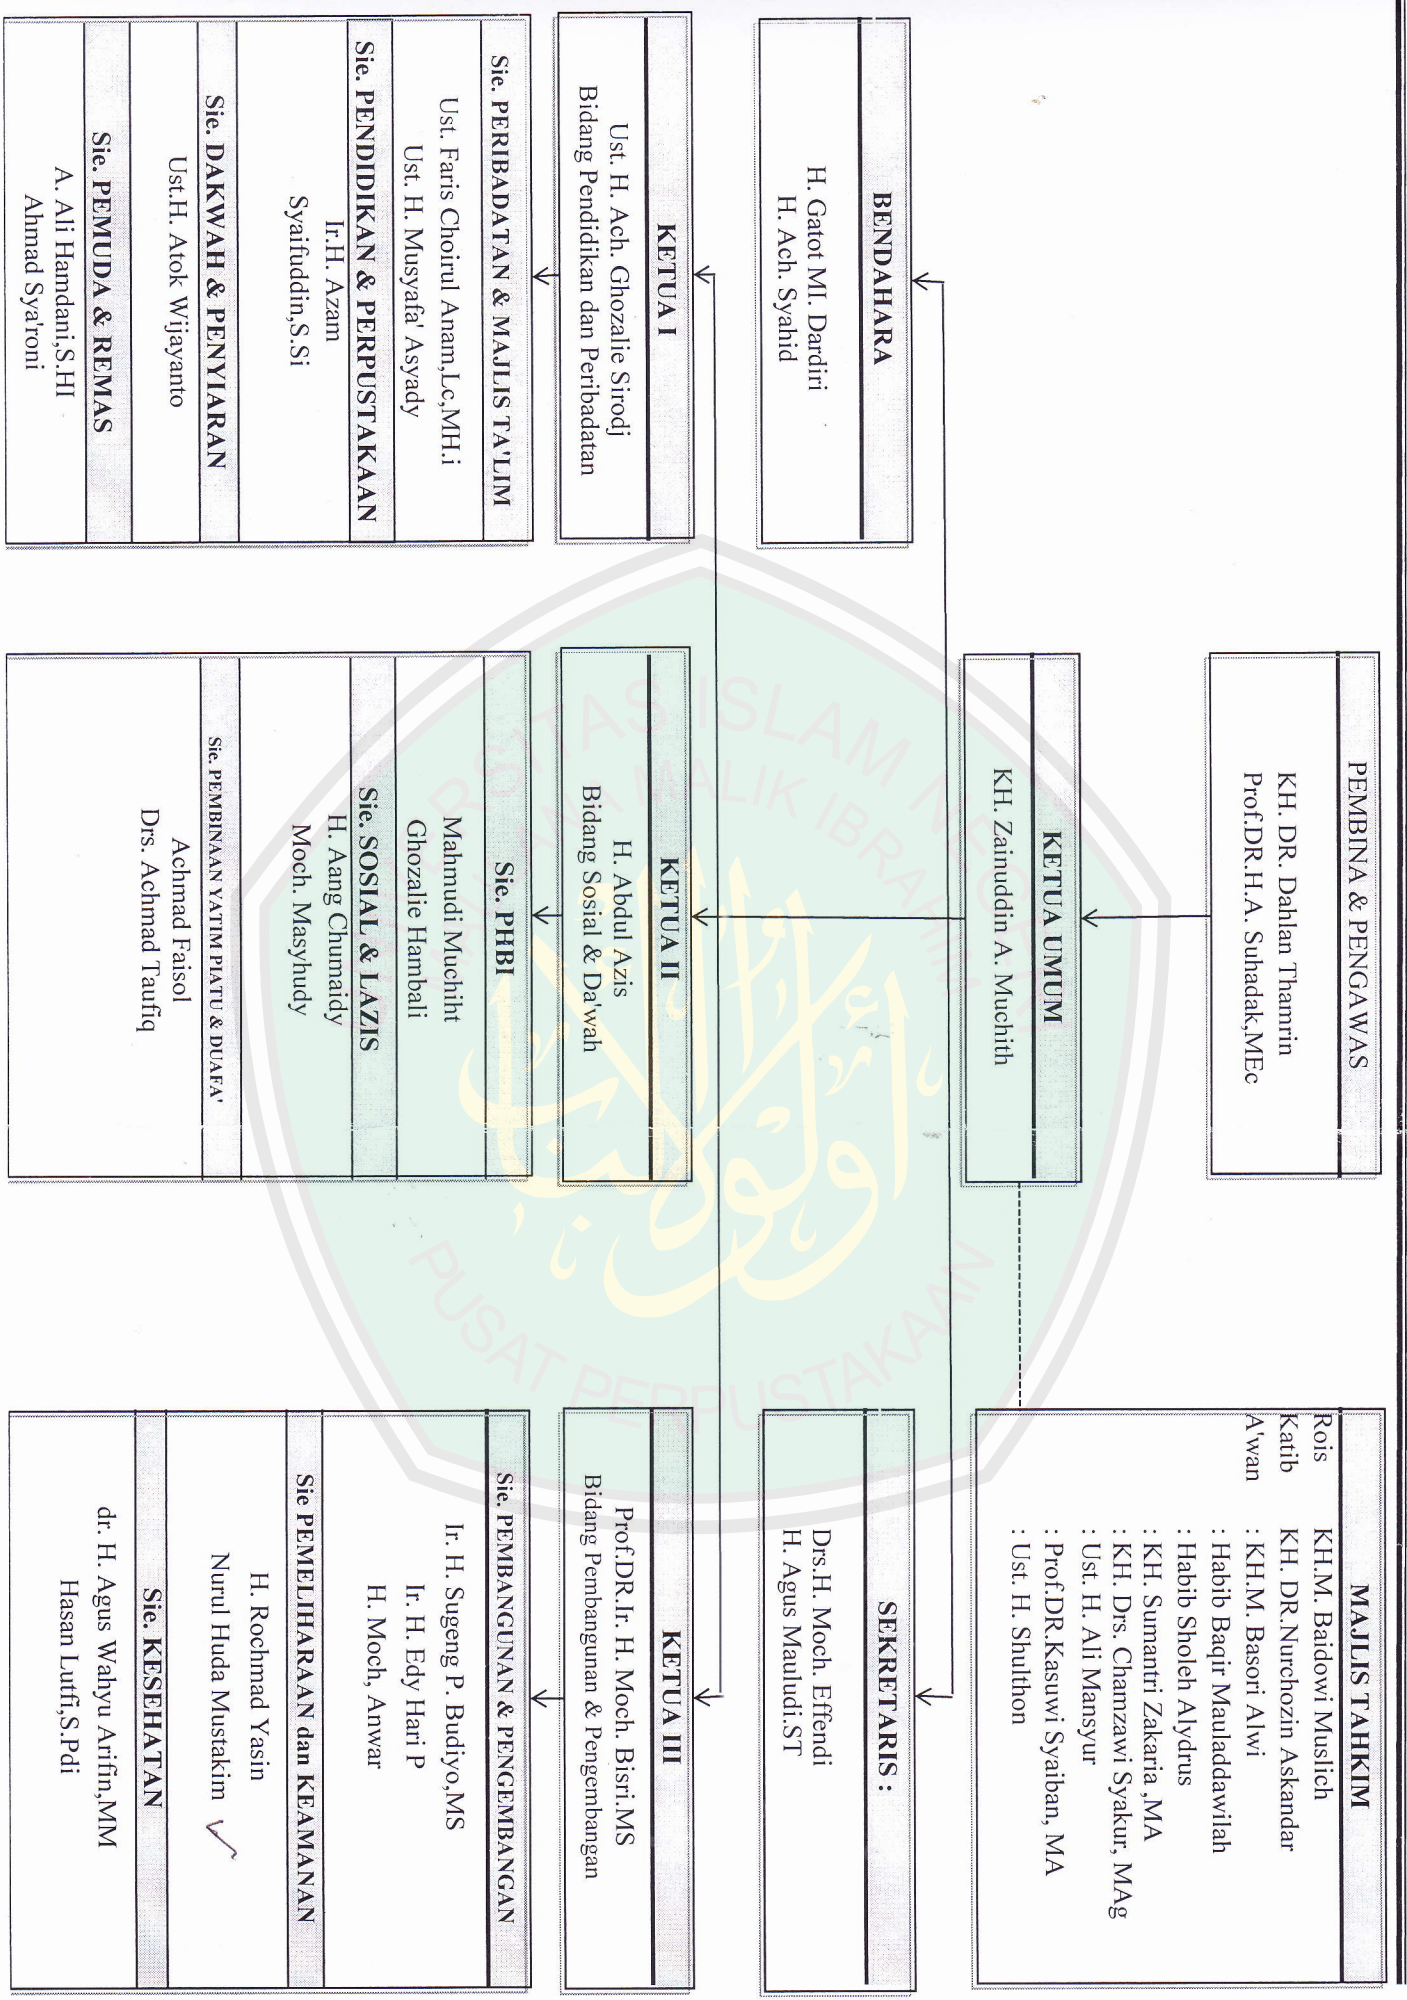 PEMBINA & PENGAWAS
KH. DR. Dahlan Thamrin
Prof.DR.H.A. Suhadak,MEc
MAJLIS TAHKIM
Rois KH.M. Baidowi Muslich
Katib KH. DR.Nurchozin Askandar
A'wan : KH.M. Basori Alwi
: Habib Baqir Mauladdawilah
: Habib Sholeh Alydrus
: KH. Sumantri Zakaria ,MA
: KH. Drs. Chamzawi Syakur, MAg
: Ust. H. Ali Mansyur
: Prof.DR.Kasuwi Syaiban, MA
: Ust. H. Shulthon
KETUA UMUM
KH. Zainuddin A. Muchith
BENDAHARA
H. Gatot MI. Dardiri
H. Ach. Syahid
SEKRETARIS :
Drs.H. Moch. Effendi
H. Agus Mauludi.ST
KETUA I
Ust. H. Ach. Ghozalie Sirodj
Bidang Pendidikan dan Peribadatan
KETUA II
H. Abdul Azis
Bidang Sosial & Da'wah
KETUA III
Prof.DR.Ir. H. Moch. Bisri.MS
Bidang Pembangunan & Pengembangan
Sie. PERIBADATAN & MAJLIS TA'LIM
Ust. Faris Choirul Anam,Lc,MH.i
Ust. H. Musyafa' Asyady
Sie. PENDIDIKAN & PERPUSTAKAAN
Ir.H. Azam
Syaifuddin,S.Si
Sie. DAKWAH & PENYIARAN
Ust.H. Atok Wijayanto
Sie. PEMUDA & REMAS
A. Ali Hamdani,S.HI
Ahmad Sya'roni
Sie. PHBI
Mahmudi Muchiht
Ghozalie Hambali
Sie. SOSIAL & LAZIS
H. Aang Chumaidy
Moch. Masyhudy
Sie. PEMBINAAN YATIM PIATU & DUAFA'
Achmad Faisol
Drs. Achmad Taufiq
Sie. PEMBANGUNAN & PENGEMBANGAN
Ir. H. Sugeng P. Budiyo,MS
Ir. H. Edy Hari P
H. Moch, Anwar
Sie PEMELIHARAAN dan KEAMANAN
H. Rochmad Yasin
Nurul Huda Mustakim
Sie. KESEHATAN
dr. H. Agus Wahyu Arifin,MM
Hasan Lutfi,S.Pdi
MALIK IBRAHIM
PUSAT PERPUSTAKAAN